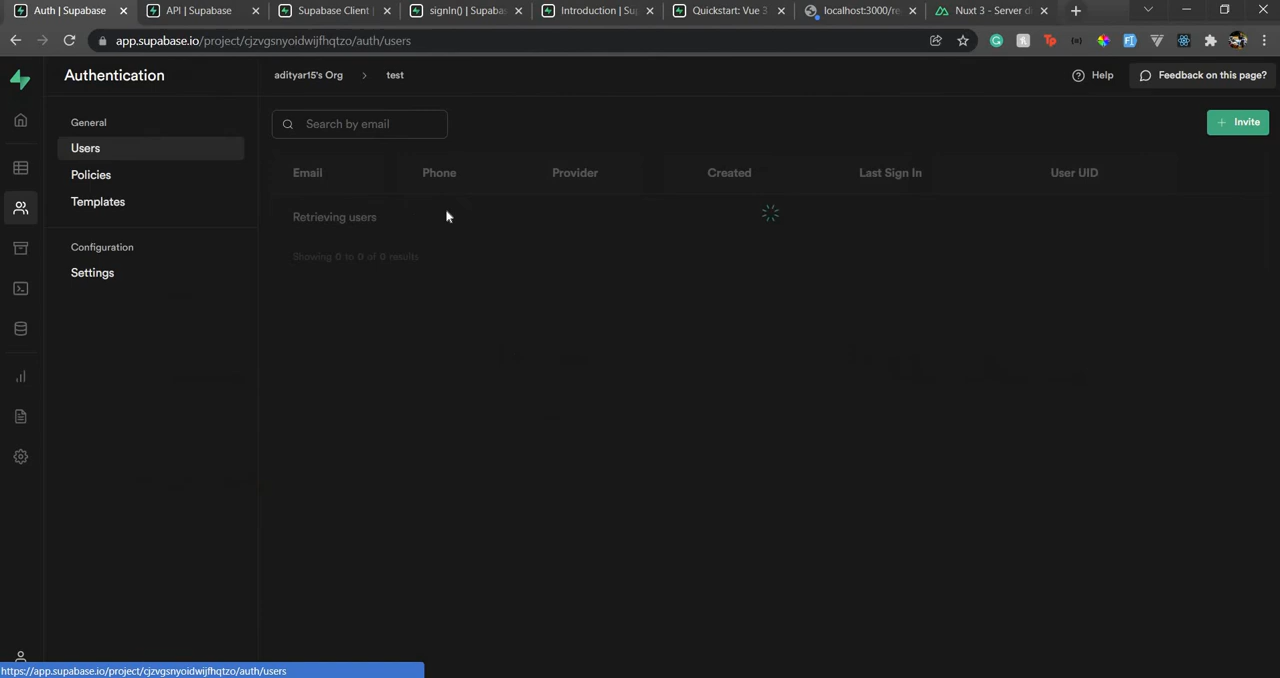 Auth | Supabase
API | Supabase
Supabase Client
signIn() | Supaba
Introduction | Su
Quickstart: Vue 3
localhost:3000/re
Nuxt 3 - Server d
app.supabase.io/project/cjzvgsnyoidwijfhqtzo/auth/users
Authentication
adityar15's Org > test
Help
Feedback on this page?
General
Users
Policies
Templates
Configuration
Settings
Search by email
+ Invite
Email Phone Provider Created Last Sign In User UID
Retrieving users
Showing 0 to 0 of 0 results
https://app.supabase.io/project/cjzvgsnyoidwijfhqtzo/auth/users